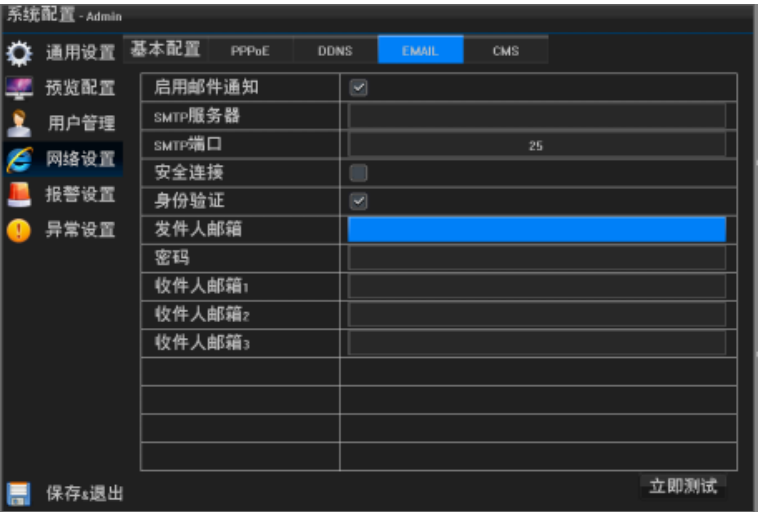 系统配置 - Admin
通用设置
预览配置
用户管理
网络设置
报警设置
异常设置
保存&退出
基本配置 PPPoE DDNS EMAIL CMS
启用邮件通知
SMTP服务器
SMTP端口 25
安全连接
身份验证
发件人邮箱
密码
收件人邮箱1
收件人邮箱2
收件人邮箱3
立即测试